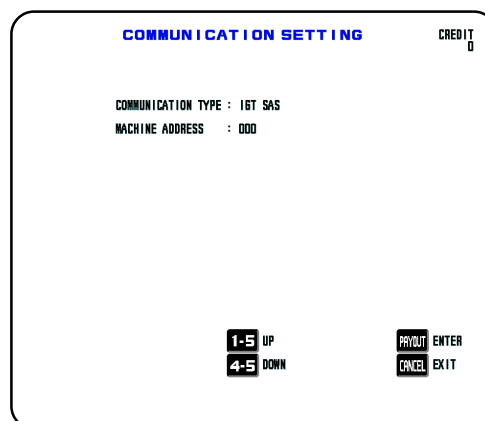 COMMUNICATION SETTING
CREDIT
0
COMMUNICATION TYPE : IGT SAS
MACHINE ADDRESS : 000
1-5 UP
PAYOUT ENTER
4-5 DOWN
CANCEL EXIT